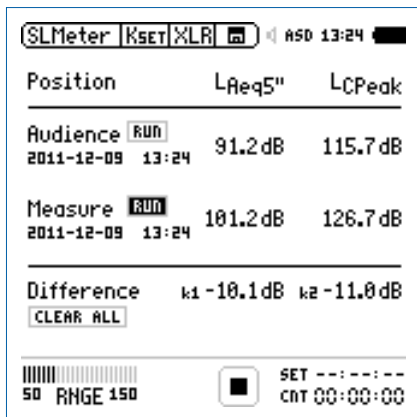 SLMeter KSET XLR ASD 13:24
Position LAeq5" LCPeak
Audience RUN 91.2dB 115.7dB
2011-12-09 13:24
Measure RUN 101.2dB 126.7dB
2011-12-09 13:24
Difference k1 -10.1dB k2 -11.0dB
CLEAR ALL
SET --:--:--
50 RNGE 150 CNT 00:00:00